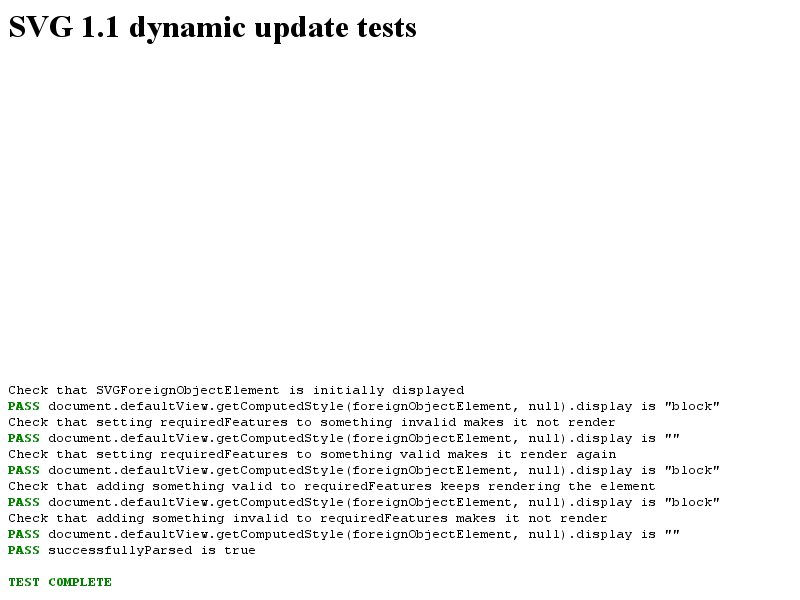 SVG 1.1 dynamic update tests
Check that SVGForeignObjectElement is initially displayed
PASS document.defaultView.getComputedStyle(foreignObjectElement, null).display is "block"
Check that setting requiredFeatures to something invalid makes it not render
PASS document.defaultView.getComputedStyle(foreignObjectElement, null).display is ""
Check that setting requiredFeatures to something valid makes it render again
PASS document.defaultView.getComputedStyle(foreignObjectElement, null).display is "block"
Check that adding something valid to requiredFeatures keeps rendering the element
PASS document.defaultView.getComputedStyle(foreignObjectElement, null).display is "block"
Check that adding something invalid to requiredFeatures makes it not render
PASS document.defaultView.getComputedStyle(foreignObjectElement, null).display is ""
PASS successfullyParsed is true
TEST COMPLETE